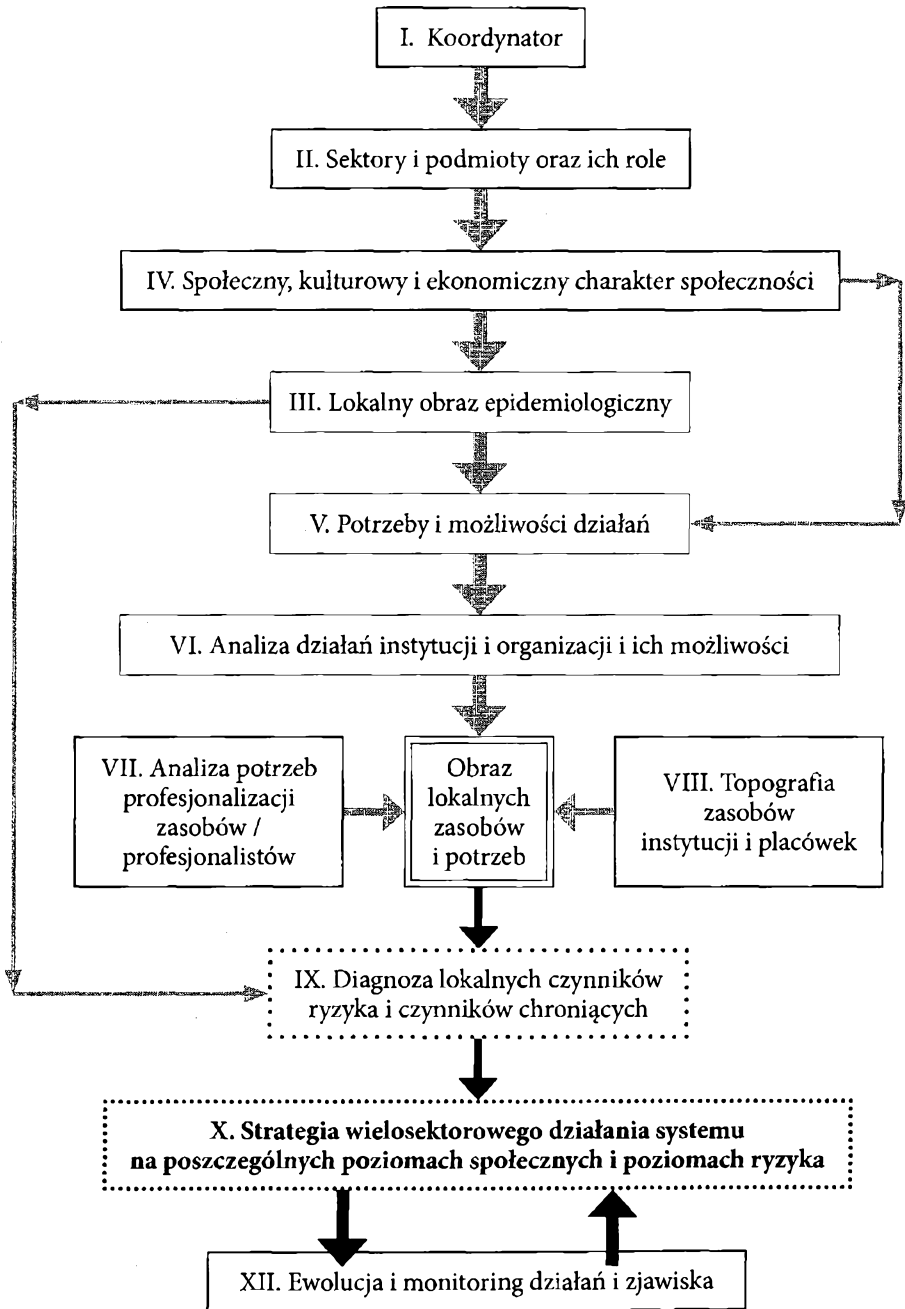 I. Koordynator
II. Sektory i podmioty oraz ich role
IV. Społeczny, kulturowy i ekonomiczny charakter społeczności
III. Lokalny obraz epidemiologiczny
V. Potrzeby i możliwości działań
VI. Analiza działań instytucji i organizacji i ich możliwości
VII. Analiza potrzeb
profesjonalizacji
zasobów /
profesjonalistów
Obraz
lokalnych
zasobów
i potrzeb
VIII. Topografia
zasobów
instytucji i placówek
IX. Diagnoza lokalnych czynników
ryzyka i czynników chroniących
X. Strategia wielosektorowego działania systemu
na poszczególnych poziomach społecznych i poziomach ryzyka
XII. Ewolucja i monitoring działań i zjawiska